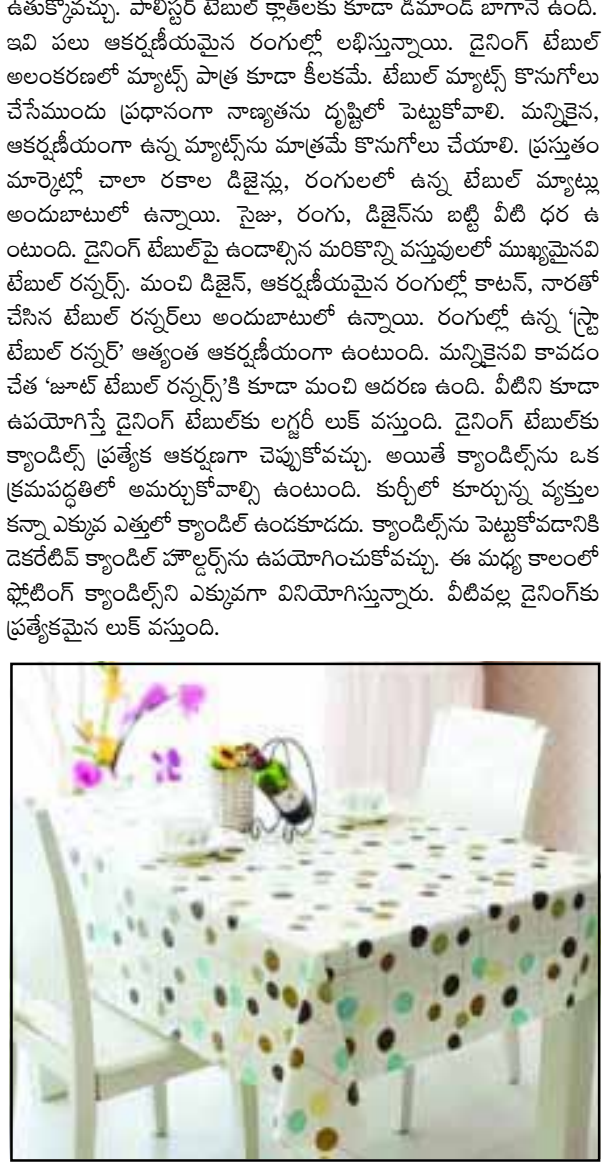 ఉతుక్కోవచ్చు. పాలిస్టర్ టేబుల్ క్లాత్‌లకు కూడా డిమాండ్ బాగానే ఉంది.
ఇవి పలు ఆకర్షణీయమైన రంగుల్లో లభిస్తున్నాయి. డైనింగ్ టేబుల్
అలంకరణలో మ్యాట్స్ పాత్ర కూడా కీలకమే. టేబుల్ మ్యాట్స్ కొనుగోలు
చేసేముందు ప్రధానంగా నాణ్యతను దృష్టిలో పెట్టుకోవాలి. మన్నికైన,
ఆకర్షణీయంగా ఉన్న మ్యాట్స్‌ను మాత్రమే కొనుగోలు చేయాలి. ప్రస్తుతం
మార్కెట్లో చాలా రకాల డిజైన్లు, రంగులలో ఉన్న టేబుల్ మ్యాట్లు
అందుబాటులో ఉన్నాయి. సైజు, రంగు, డిజైన్‌ను బట్టి వీటి ధర ఉ
ంటుంది. డైనింగ్ టేబుల్‌పై ఉండాల్సిన మరికొన్ని వస్తువులలో ముఖ్యమైనవి
టేబుల్ రన్నర్స్. మంచి డిజైన్, ఆకర్షణీయమైన రంగుల్లో కాటన్, నారతో
చేసిన టేబుల్ రన్నర్‌లు అందుబాటులో ఉన్నాయి. రంగుల్లో ఉన్న ‘స్ట్రా
టేబుల్ రన్నర్’ ఆత్యంత ఆకర్షణీయంగా ఉంటుంది. మన్నికైనవి కావడం
చేత ‘జూట్ టేబుల్ రన్నర్స్’కి కూడా మంచి ఆదరణ ఉంది. వీటిని కూడా
ఉపయోగిస్తే డైనింగ్ టేబుల్‌కు లగ్జరీ లుక్ వస్తుంది. డైనింగ్ టేబుల్‌కు
క్యాండిల్స్ ప్రత్యేక ఆకర్షణగా చెప్పుకోవచ్చు. అయితే క్యాండిల్స్‌ను ఒక
క్రమపద్ధతిలో అమర్చుకోవాల్సి ఉంటుంది. కుర్చీలో కూర్చున్న వ్యక్తుల
కన్నా ఎక్కువ ఎత్తులో క్యాండిల్ ఉండకూడదు. క్యాండిల్స్‌ను పెట్టుకోవడానికి
డెకరేటివ్ క్యాండిల్ హౌల్డర్స్‌ను ఉపయోగించుకోవచ్చు. ఈ మధ్య కాలంలో
ఫ్లోటింగ్ క్యాండిల్స్‌ని ఎక్కువగా వినియోగిస్తున్నారు. వీటివల్ల డైనింగ్‌కు
ప్రత్యేకమైన లుక్ వస్తుంది.